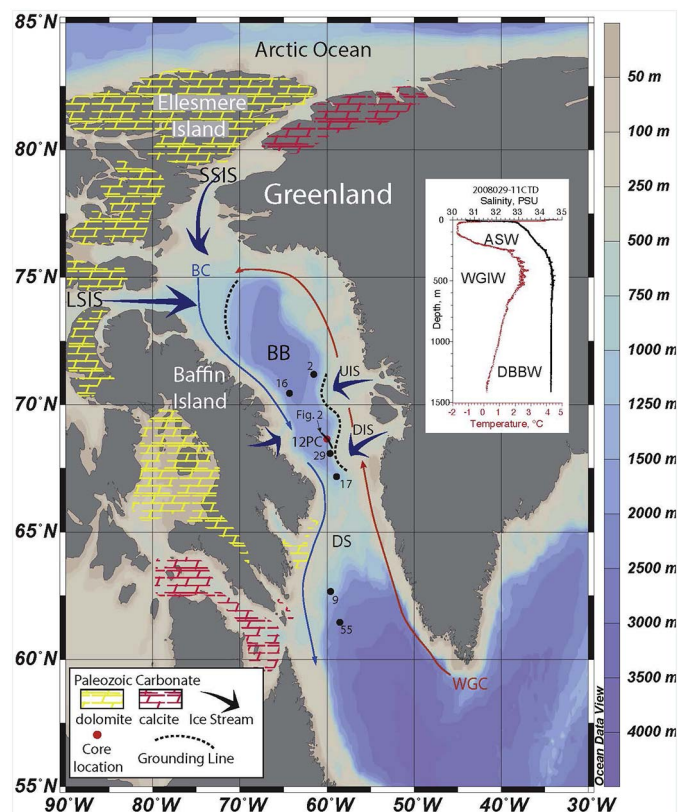 85°N
80°N
75°N
70°N
65°N
60°N
55°N
90°W
80°W
70°W
60°W
50°W
40°W
30°W
Arctic Ocean
Ellesmere
Island
SSIS
Greenland
BC
LSIS
BB
Baffin
Island
2
16
UIS
Fig. 2
12PC
DIS
29
17
DS
9
55
WGC
2008029-11CTD
Salinity, PSU
30 31 32 33 34 35
0
500
1000
1500
Depth, m
ASW
WGIW
DBBW
-2 -1 0 1 2 3 4 5
Temperature, °C
Paleozoic Carbonate
dolomite calcite Ice Stream
Core
location
Grounding Line
50 m
100 m
250 m
500 m
750 m
1000 m
1250 m
1500 m
2000 m
2500 m
3000 m
3500 m
4000 m
Ocean Data View